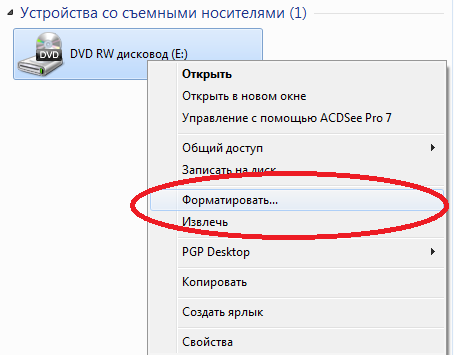 Устройства со съемными носителями (1)
DVD
DVD RW дисковод (E:)
Открыть
Открыть в новом окне
Управление с помощью ACDSee Pro 7
Общий доступ
Записать на диск
Форматировать...
Извлечь
PGP Desktop
Копировать
Создать ярлык
Свойства